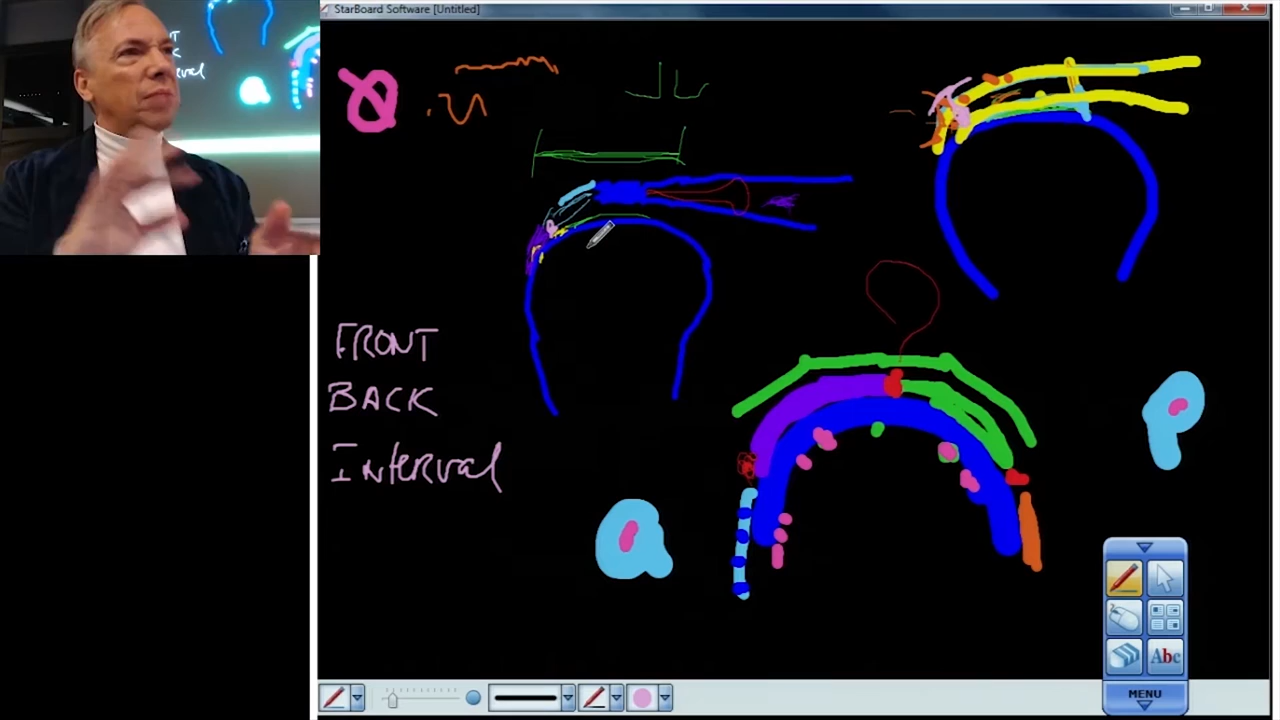 StarBoard Software [Untitled]
FRONT
BACK
Interval
Abc
MENU